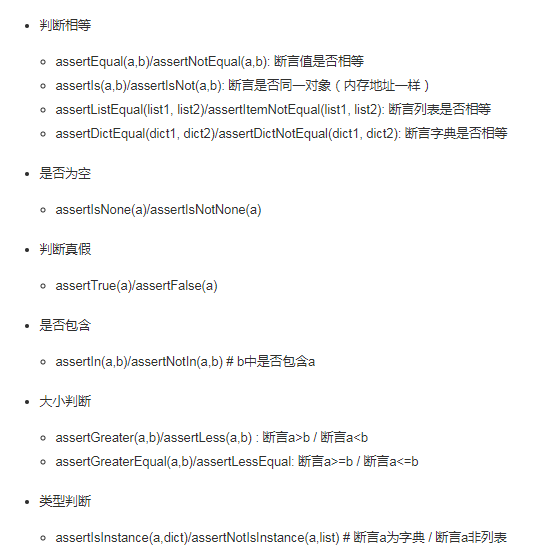 判断相等
assertEqual(a,b)/assertNotEqual(a,b): 断言值是否相等
assertIs(a,b)/assertIsNot(a,b): 断言是否同一对象（内存地址一样）
assertListEqual(list1, list2)/assertItemNotEqual(list1, list2): 断言列表是否相等
assertDictEqual(dict1, dict2)/assertDictNotEqual(dict1, dict2): 断言字典是否相等
是否为空
assertIsNone(a)/assertIsNotNone(a)
判断真假
assertTrue(a)/assertFalse(a)
是否包含
assertIn(a,b)/assertNotIn(a,b) # b中是否包含a
大小判断
assertGreater(a,b)/assertLess(a,b) : 断言a>b / 断言a<b
assertGreaterEqual(a,b)/assertLessEqual: 断言a>=b / 断言a<=b
类型判断
assertIsInstance(a,dict)/assertNotIsInstance(a,list) # 断言a为字典 / 断言a非列表